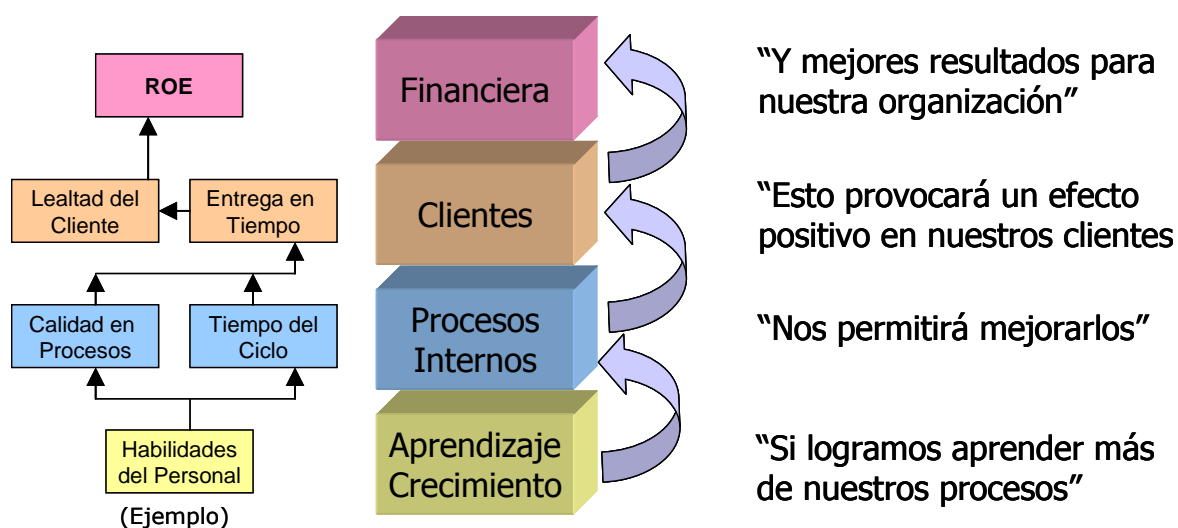 ROE
Lealtad del
Cliente
Entrega en
Tiempo
Calidad en
Procesos
Tiempo del
Ciclo
Habilidades
del Personal
(Ejemplo)
Financiera
Clientes
Procesos
Internos
Aprendizaje
Crecimiento
“Y mejores resultados para
nuestra organización”
“Esto provocará un efecto
positivo en nuestros clientes
“Nos permitirá mejorarlos”
“Si logramos aprender más
de nuestros procesos”